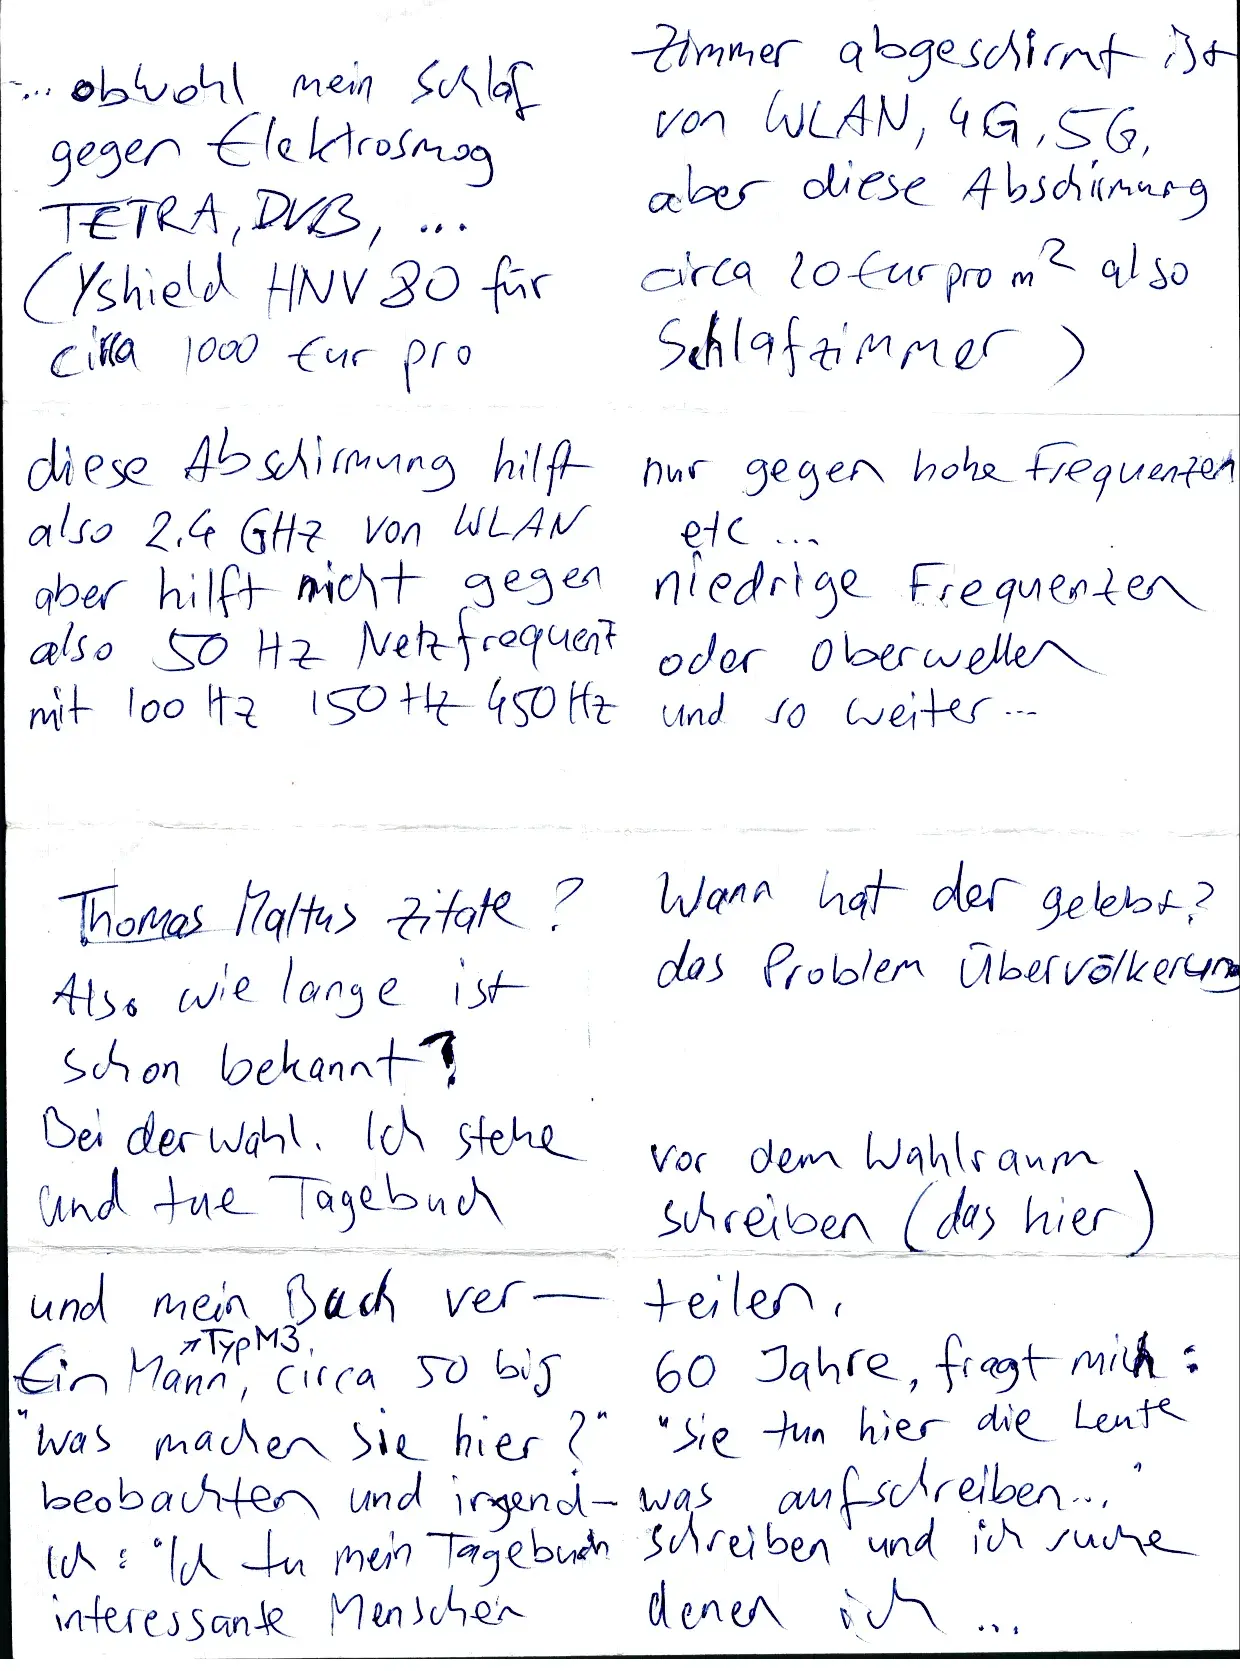 ... obwohl mein Schlaf Zimmer abgeschirmt ist
gegen Elektrosmog von WLAN, 4G, 5G,
TETRA, DVB, ... aber diese Abschirmung
(Yshield HNV80 für circa 20 Eur pro m² also
circa 1000 Eur pro Schlafzimmer)
diese Abschirmung hilft nur gegen hohe Frequenzen
also 2.4 GHz von WLAN etc ...
aber hilft nicht gegen niedrige Frequenzen
also 50 Hz Netzfrequenz oder Oberwellen
mit 100 Hz 150 Hz 450 Hz und so weiter ...
Thomas Maltus Zitate? Wann hat der gelebt?
Also wie lange ist das Problem Übervölkerung
schon bekannt?
Bei der Wahl. Ich stehe vor dem Wahlraum
und tue Tagebuch schreiben (das hier)
und mein Buch ver— teilen.
↗ Typ M3.
Ein Mann, circa 50 bis 60 Jahre, fragt mich:
"was machen Sie hier?" "Sie tun hier die Leute
beobachten und irgend- was aufschreiben..."
Ich: "Ich tu mein Tagebuch schreiben und ich suche
interessante Menschen denen ich ...